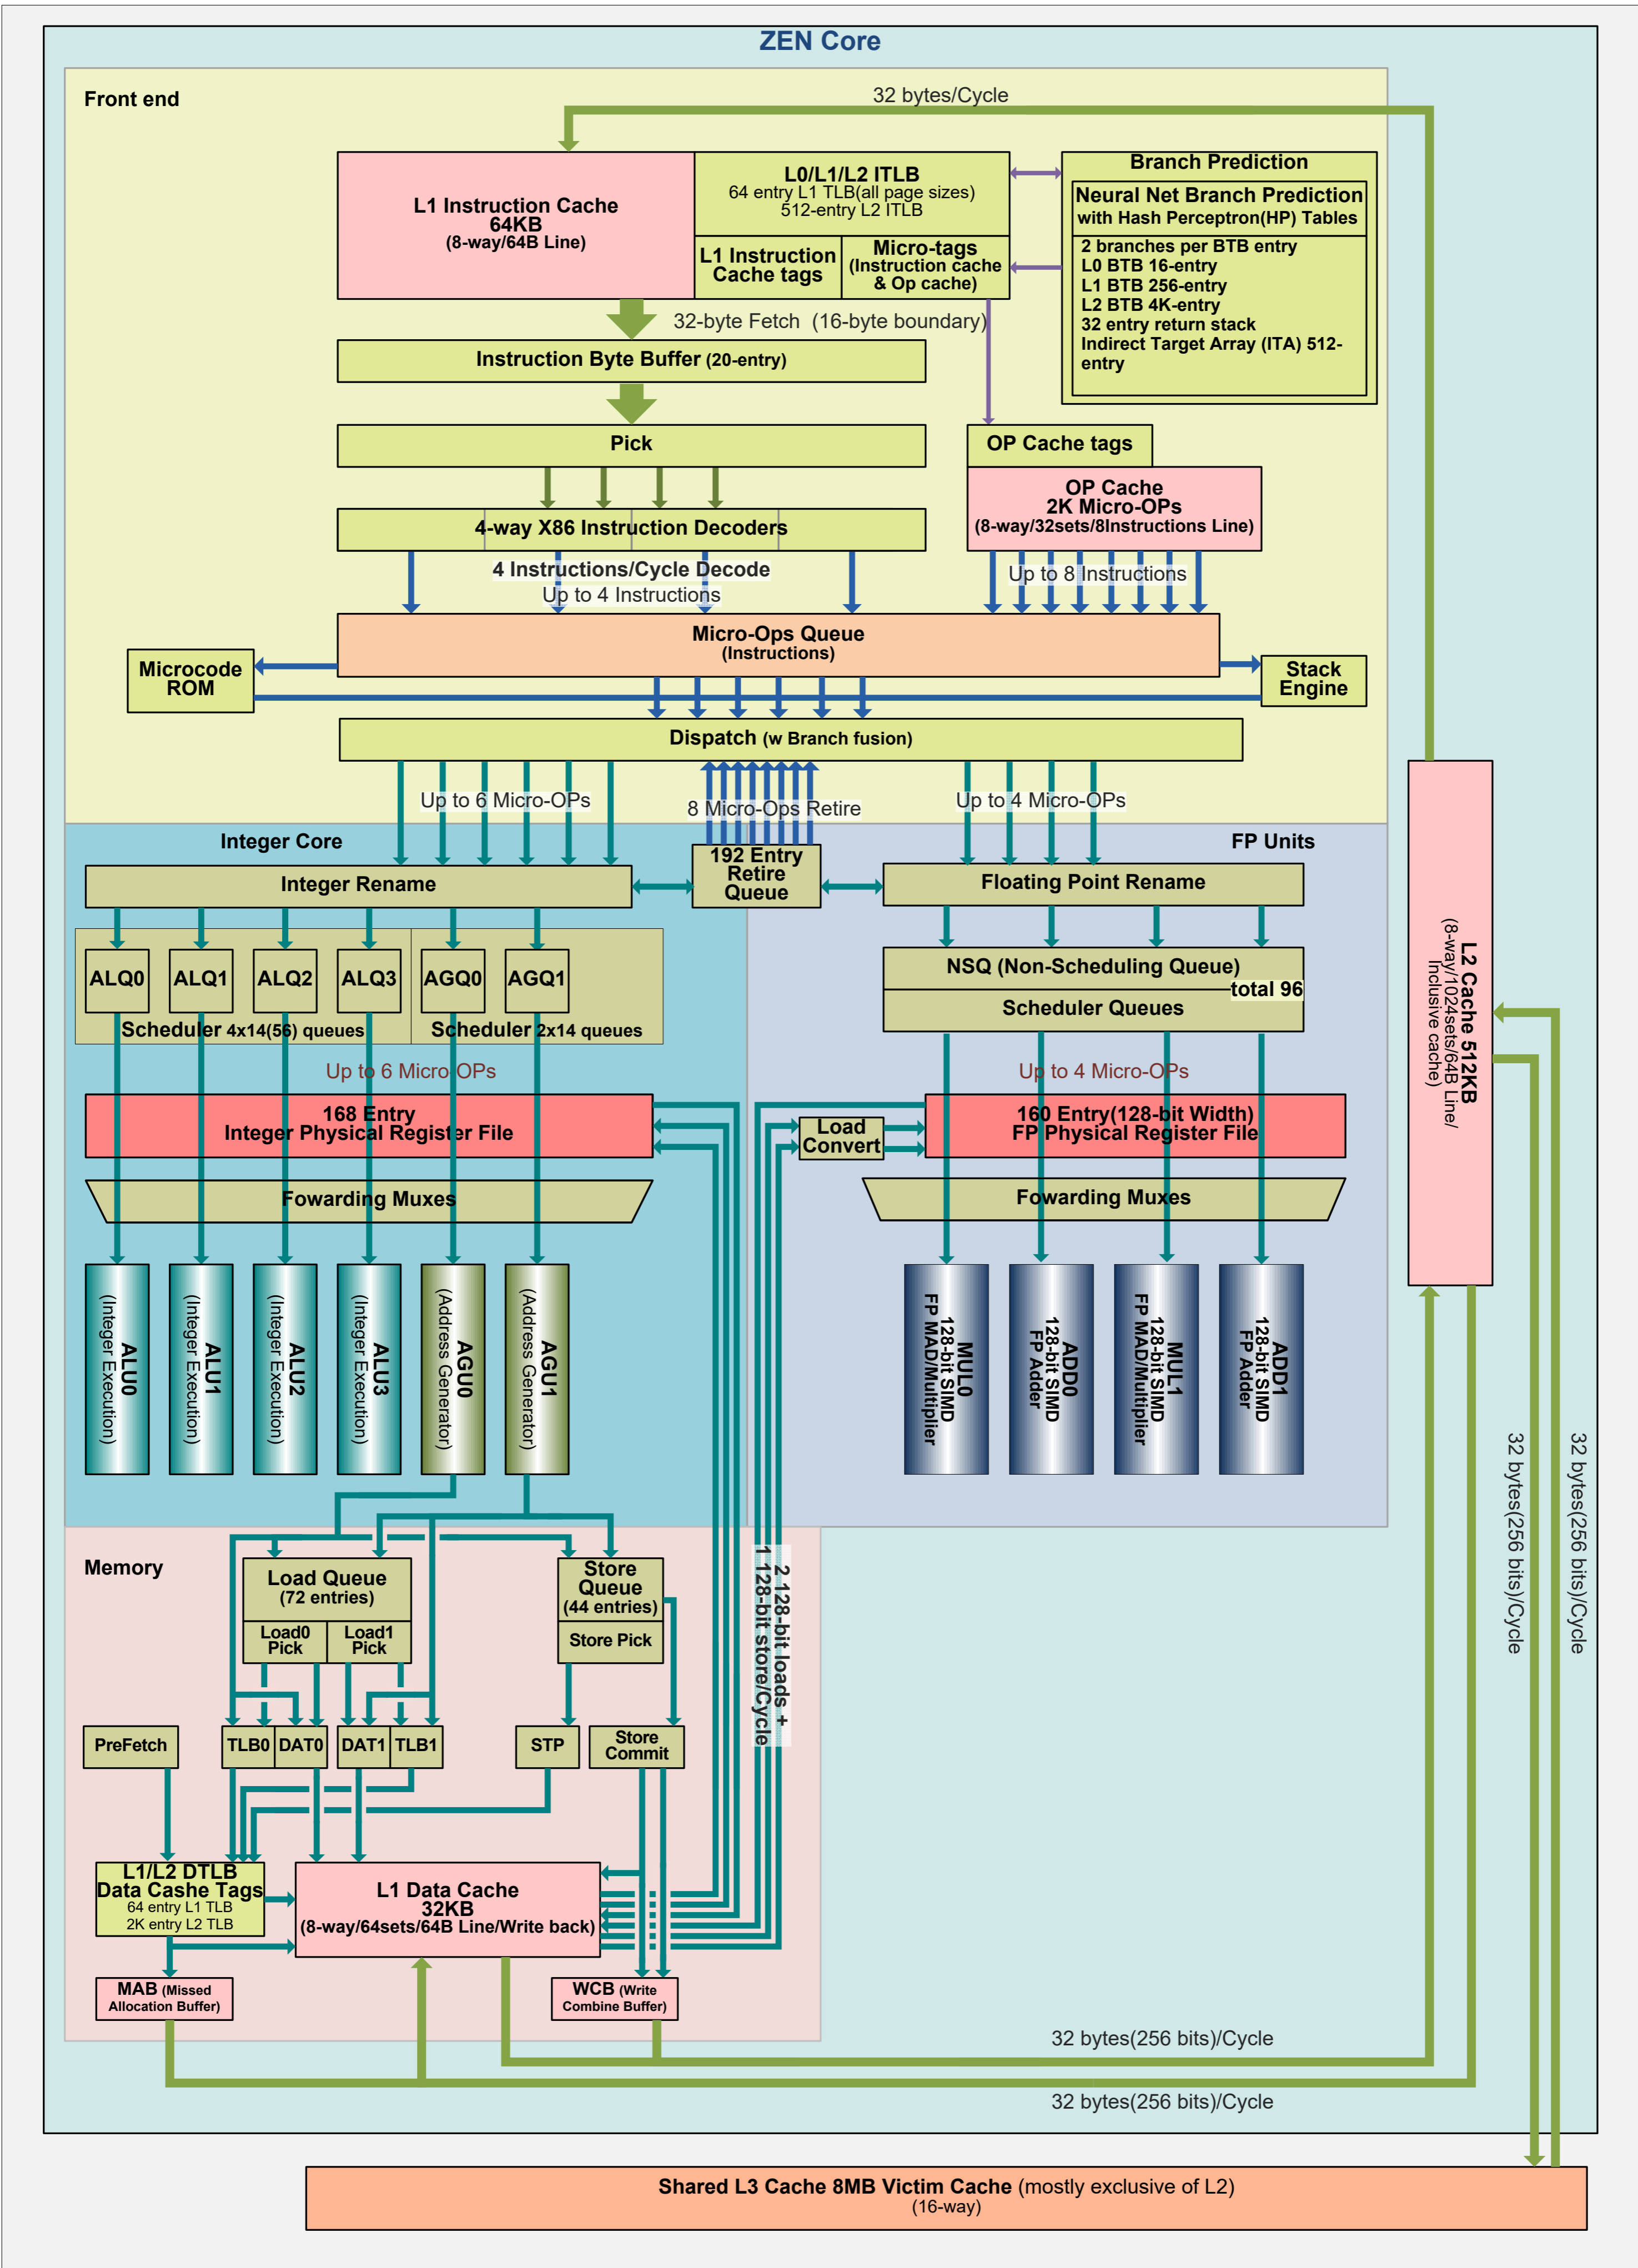 ZEN Core
Front end
32 bytes/Cycle
L1 Instruction Cache
64KB
(8-way/64B Line)
L0/L1/L2 ITLB
64 entry L1 TLB(all page sizes)
512-entry L2 ITLB
L1 Instruction
Cache tags
Micro-tags
(Instruction cache
& Op cache)
Branch Prediction
Neural Net Branch Prediction
with Hash Perceptron(HP) Tables
2 branches per BTB entry
L0 BTB 16-entry
L1 BTB 256-entry
L2 BTB 4K-entry
32 entry return stack
Indirect Target Array (ITA) 512-
entry
32-byte Fetch (16-byte boundary)
Instruction Byte Buffer (20-entry)
Pick
OP Cache tags
OP Cache
2K Micro-OPs
(8-way/32sets/8Instructions Line)
4-way X86 Instruction Decoders
4 Instructions/Cycle Decode
Up to 4 Instructions
Up to 8 Instructions
Micro-Ops Queue
(Instructions)
Microcode
ROM
Stack
Engine
Dispatch (w Branch fusion)
Up to 6 Micro-OPs
8 Micro-Ops Retire
Up to 4 Micro-OPs
Integer Core
FP Units
192 Entry
Retire
Queue
Integer Rename
Floating Point Rename
ALQ0
ALQ1
ALQ2
ALQ3
AGQ0
AGQ1
Scheduler 4x14(56) queues
Scheduler 2x14 queues
NSQ (Non-Scheduling Queue)
total 96
Scheduler Queues
L2 Cache 512KB
(8-way/1024sets/64B Line/
Inclusive cache)
Up to 6 Micro-OPs
Up to 4 Micro-OPs
168 Entry
Integer Physical Register File
Load
Convert
160 Entry(128-bit Width)
FP Physical Register File
Fowarding Muxes
Fowarding Muxes
ALU0
(Integer Execution)
ALU1
(Integer Execution)
ALU2
(Integer Execution)
ALU3
(Integer Execution)
AGU0
(Address Generator)
AGU1
(Address Generator)
MUL0
128-bit SIMD
FP MAD/Multiplier
ADD0
128-bit SIMD
FP Adder
MUL1
128-bit SIMD
FP MAD/Multiplier
ADD1
128-bit SIMD
FP Adder
32 bytes(256 bits)/Cycle
32 bytes(256 bits)/Cycle
Memory
Load Queue
(72 entries)
Load0
Pick
Load1
Pick
Store
Queue
(44 entries)
Store Pick
2 128-bit loads +
1 128-bit store/Cycle
PreFetch
TLB0
DAT0
DAT1
TLB1
STP
Store
Commit
L1/L2 DTLB
Data Cashe Tags
64 entry L1 TLB
2K entry L2 TLB
L1 Data Cache
32KB
(8-way/64sets/64B Line/Write back)
MAB (Missed
Allocation Buffer)
WCB (Write
Combine Buffer)
32 bytes(256 bits)/Cycle
32 bytes(256 bits)/Cycle
Shared L3 Cache 8MB Victim Cache (mostly exclusive of L2)
(16-way)